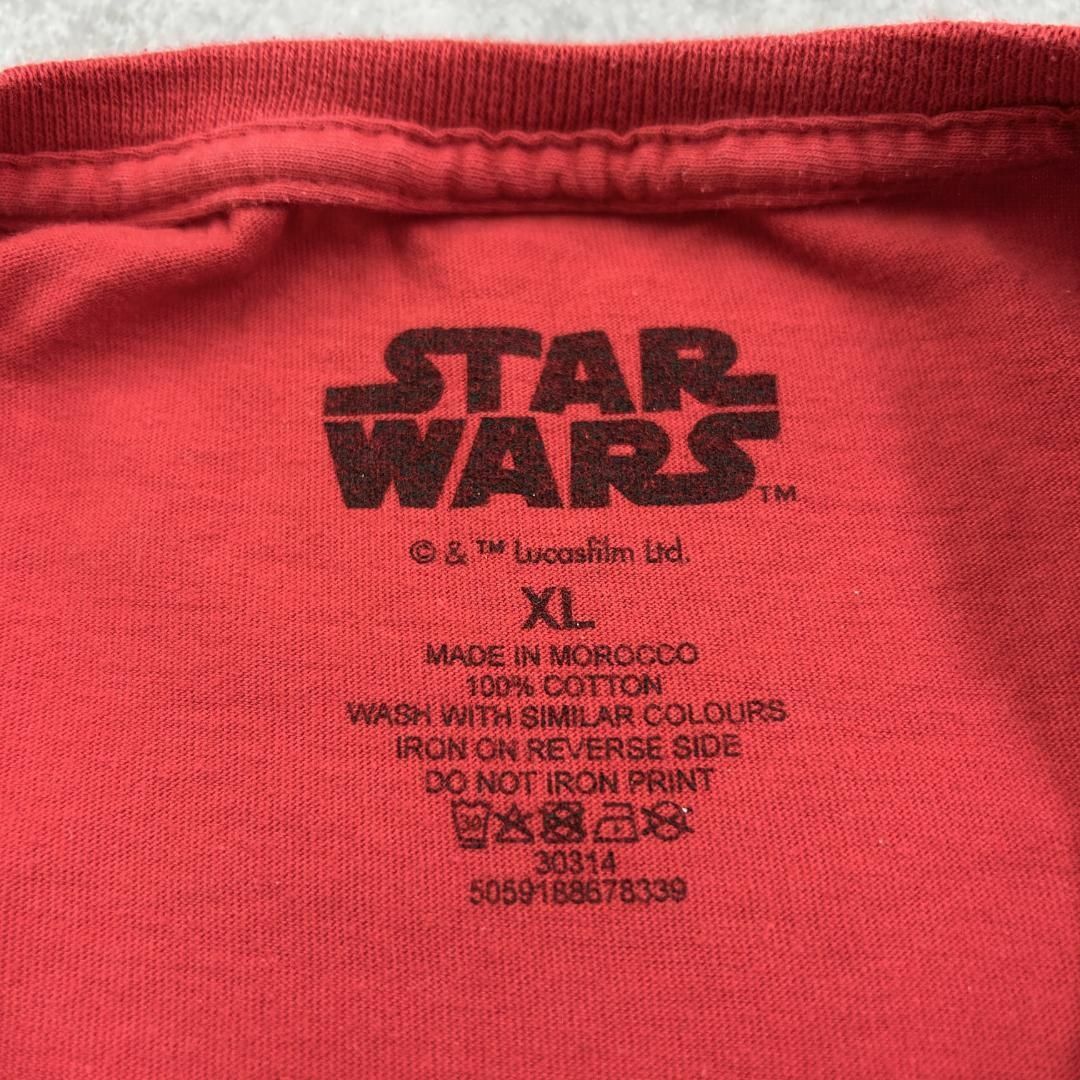 STAR
WARS™
© & ™ Lucasfilm Ltd.
XL
MADE IN MOROCCO
100% COTTON
WASH WITH SIMILAR COLOURS
IRON ON REVERSE SIDE
DO NOT IRON PRINT
30
30314
5059188678339